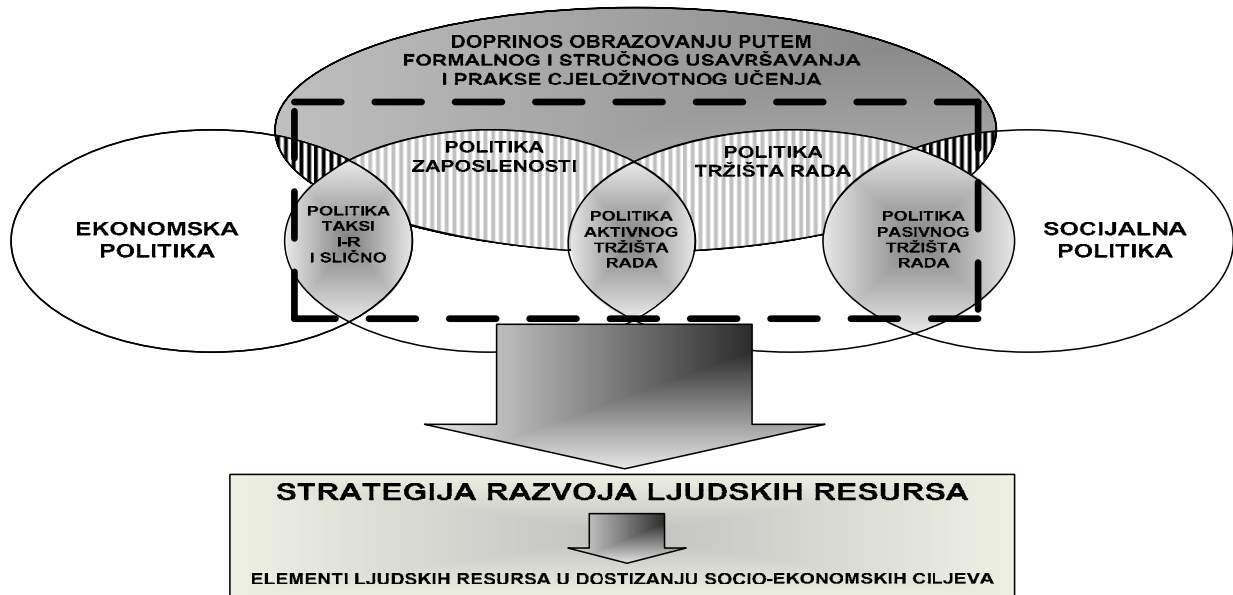 DOPRINOS OBRAZOVANJU PUTEM
FORMALNOG I STRUČNOG USAVRŠAVANJA
I PRAKSE CJELOŽIVOTNOG UČENJA
EKONOMSKA
POLITIKA
POLITIKA
TAKSI
I-R
I SLIČNO
POLITIKA
ZAPOSLENOSTI
POLITIKA
AKTIVNOG
TRŽIŠTA
RADA
POLITIKA
TRŽIŠTA RADA
POLITIKA
PASIVNOG
TRŽIŠTA
RADA
SOCIJALNA
POLITIKA
STRATEGIJA RAZVOJA LJUDSKIH RESURSA
ELEMENTI LJUDSKIH RESURSA U DOSTIZANJU SOCIO-EKONOMSKIH CILJEVA